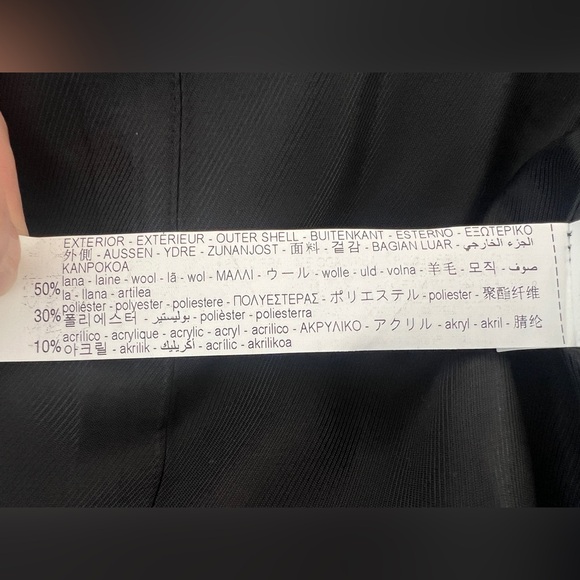 EXTERIOR - EXTÉRIEUR - OUTER SHELL - BUITENKANT - ESTERNO - ΕΞΩΤΕΡΙΚΟ
外側 - AUSSEN - YDRE - ZUNANJOST - 面料 - 겉감 - BAGIAN LUAR - الجزء الخارجي
KANPOKOA
50% lana - laine - wool - lã - wol - ΜΑΛΛΙ - ウール - wolle - uld - volna - 羊毛 - 모직 - صوف
- llana - artilea
30% poliéster - polyester - poliestere - ΠΟΛΥΕΣΤΕΡΑΣ - ポリエステル - poliester - 聚酯纤维
폴리에스터 - بوليستير - polièster - poliesterra
10% acrílico - acrylique - acrylic - acryl - acrilico - ΑΚΡΥΛΙΚΟ - アクリル - akryl - akril - 腈纶
아크릴 - akrilik - أكريليك - acrílic - akrilikoa